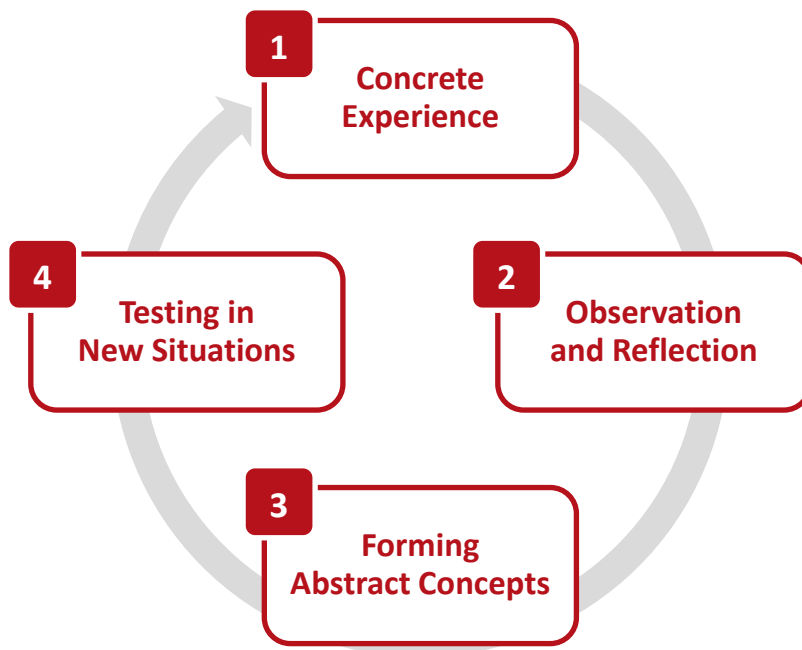 1
Concrete
Experience
2
Observation
and Reflection
3
Forming
Abstract Concepts
4
Testing in
New Situations